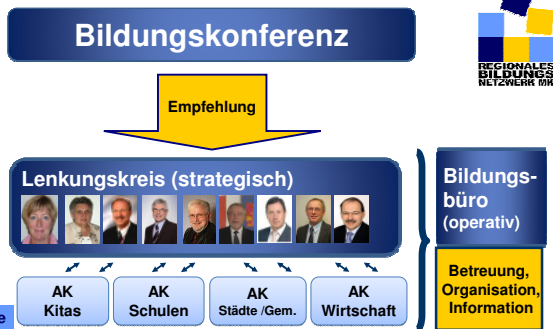 Bildungskonferenz
REGIONALES
BILDUNGS
NETZWERK MK
Empfehlung
Lenkungskreis (strategisch)
Bildungs-
büro
(operativ)
AK
Kitas
AK
Schulen
AK
Städte /Gem.
AK
Wirtschaft
Betreuung,
Organisation,
Information
e